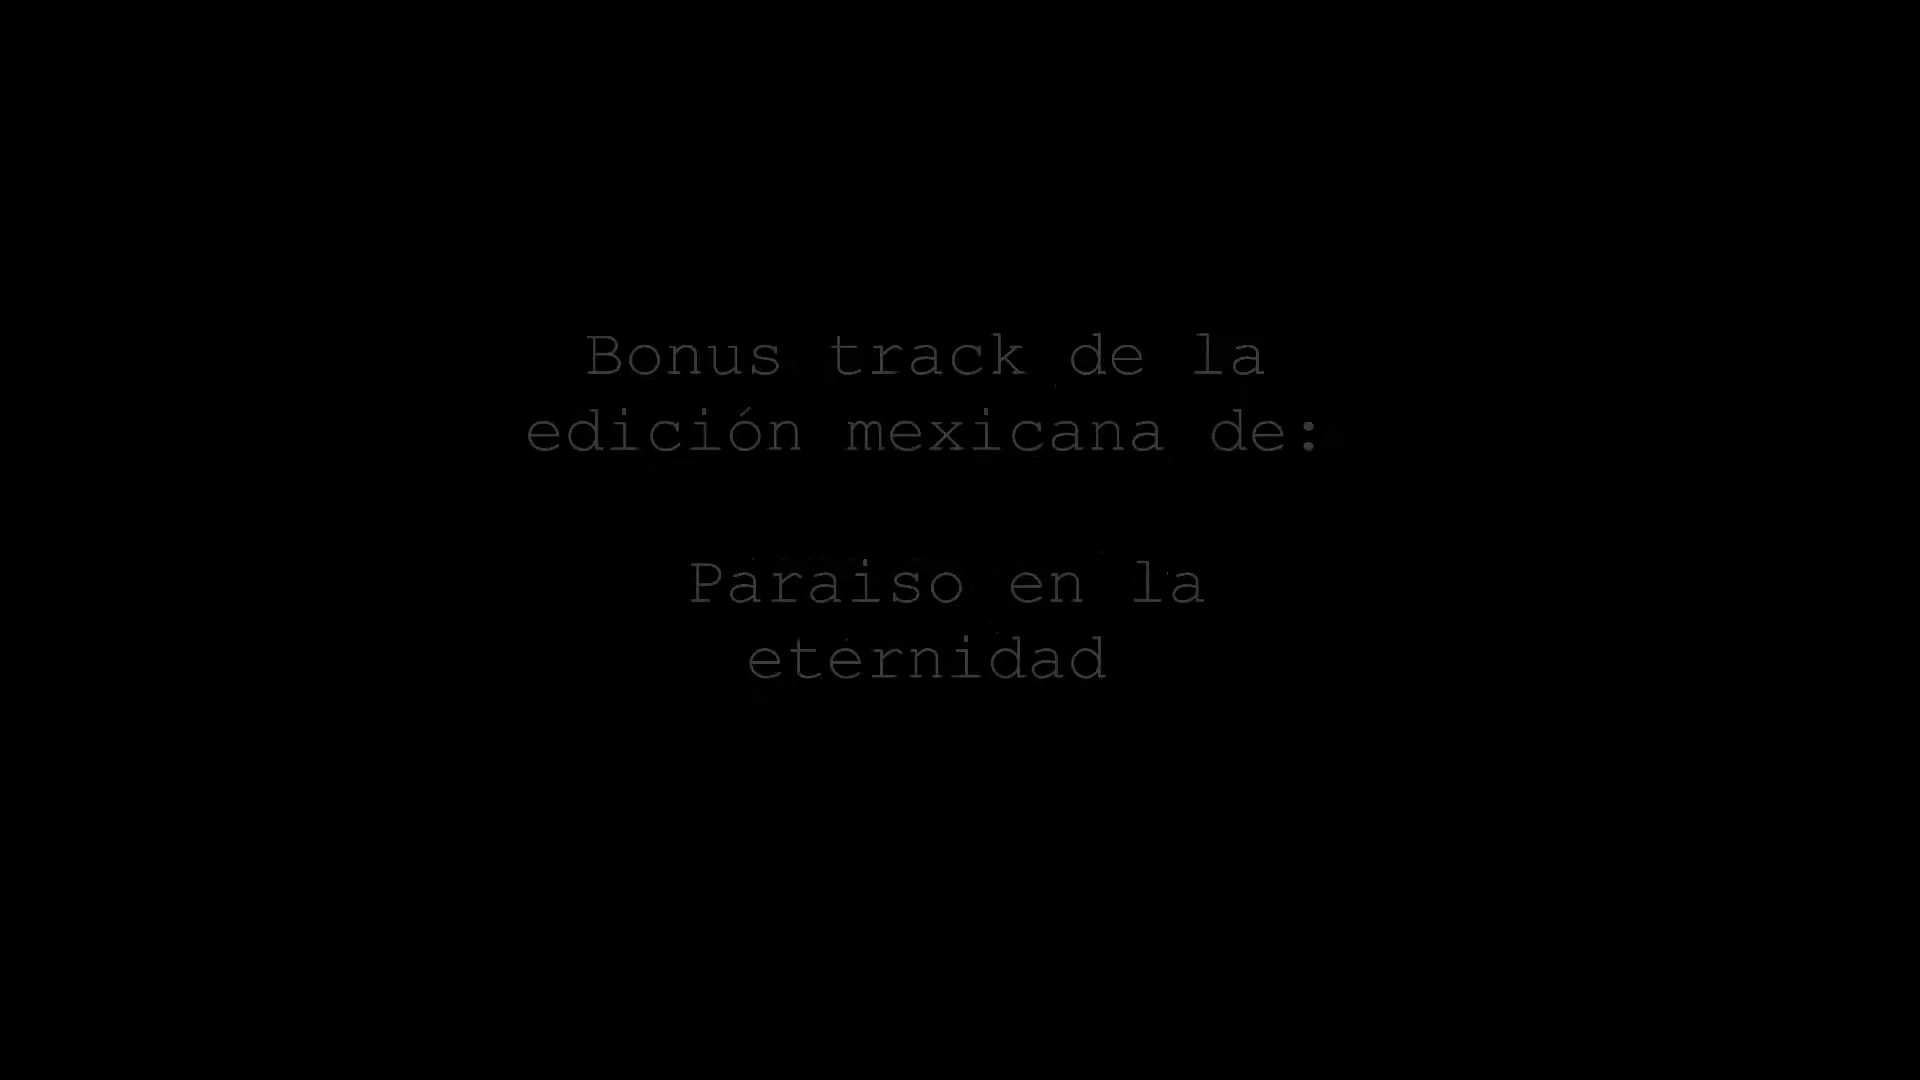 Bonus track de la
edición mexicana de:
Paraiso en la
eternidad